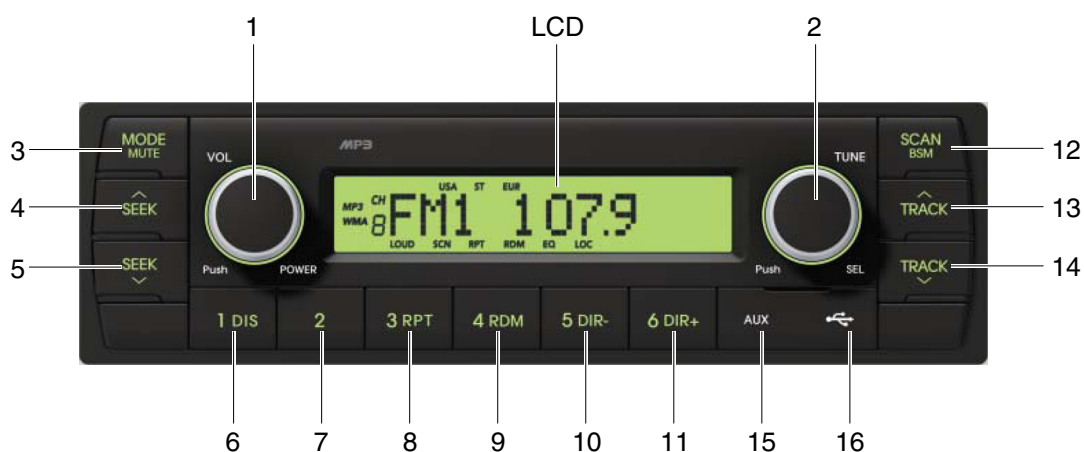 1 LCD 2
3 MODE MUTE
VOL
MP3
TUNE
SCAN BSM 12
4 SEEK
USA ST EUR
MP3 WMA CH 8 FM1 107.9
LOUD SCN RPT RDM EQ LOC
TRACK 13
5 SEEK
Push POWER
Push SEL
TRACK 14
1 DIS 2 3 RPT 4 RDM 5 DIR- 6 DIR+ AUX
6 7 8 9 10 11 15 16